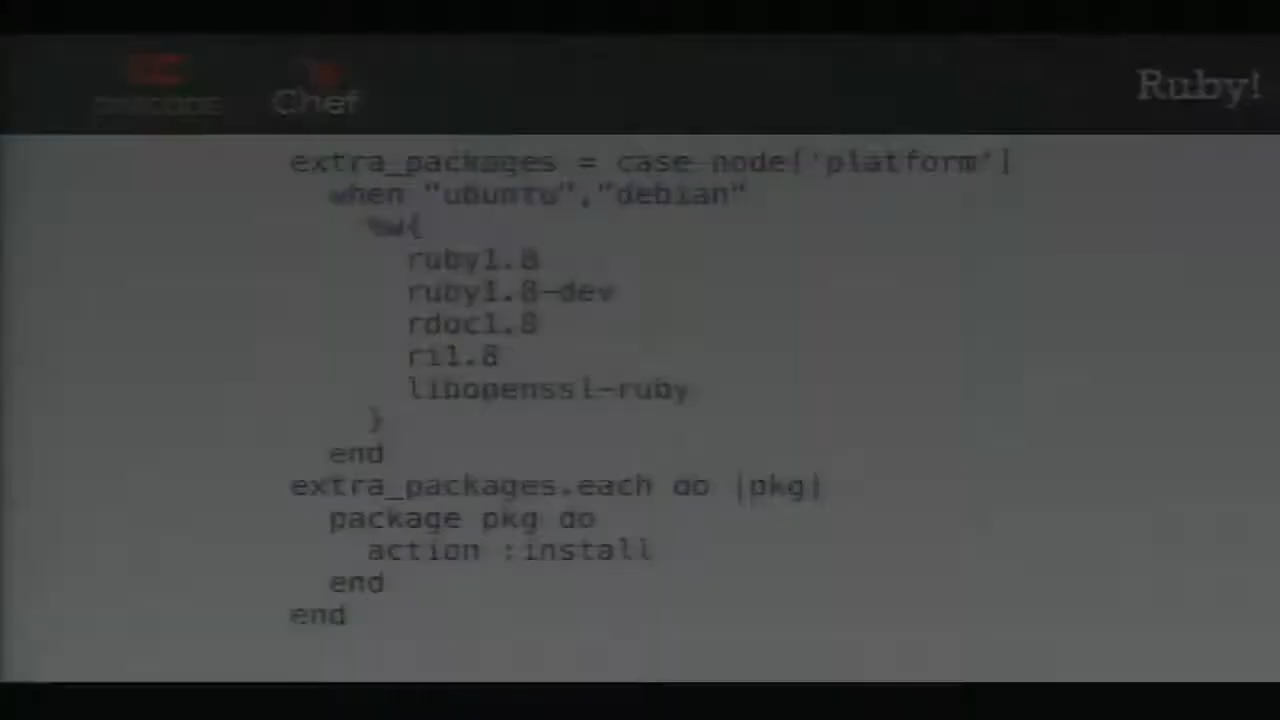 OPSCODE
Chef
Ruby!
extra_packages = case node['platform']
  when "ubuntu","debian"
    %w{
      ruby1.8
      ruby1.8-dev
      rdoc1.8
      ri1.8
      libopenssl-ruby
    }
  end
extra_packages.each do |pkg|
  package pkg do
    action :install
  end
end